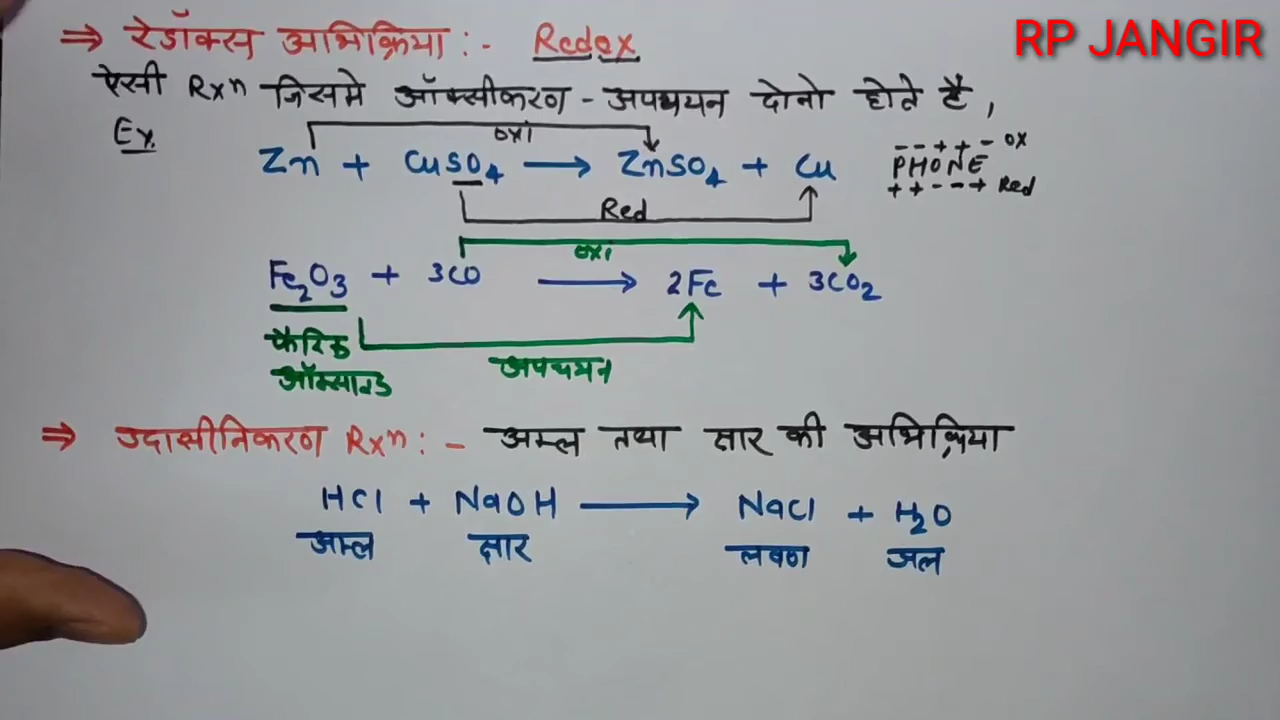 RP JANGIR
⇒ रेडॉक्स अभिक्रिया :- Redox
ऐसी Rxⁿ जिसमे ऑक्सीकरण - अपचयन दोनो होते है,
Ex.
oxi
Zn + CuSO₄ ⟶ ZnSO₄ + Cu
Red
- - + + - ox
PHONE
+ + - - + Red
oxi
Fe₂O₃ + 3CO ⟶ 2Fe + 3CO₂
फैरिक
ऑक्साइड
अपचयन
⇒ उदासीनिकरण Rxⁿ :- अम्ल तथा क्षार की अभिक्रिया
HCl + NaOH ⟶ NaCl + H₂O
अम्ल क्षार लवण जल